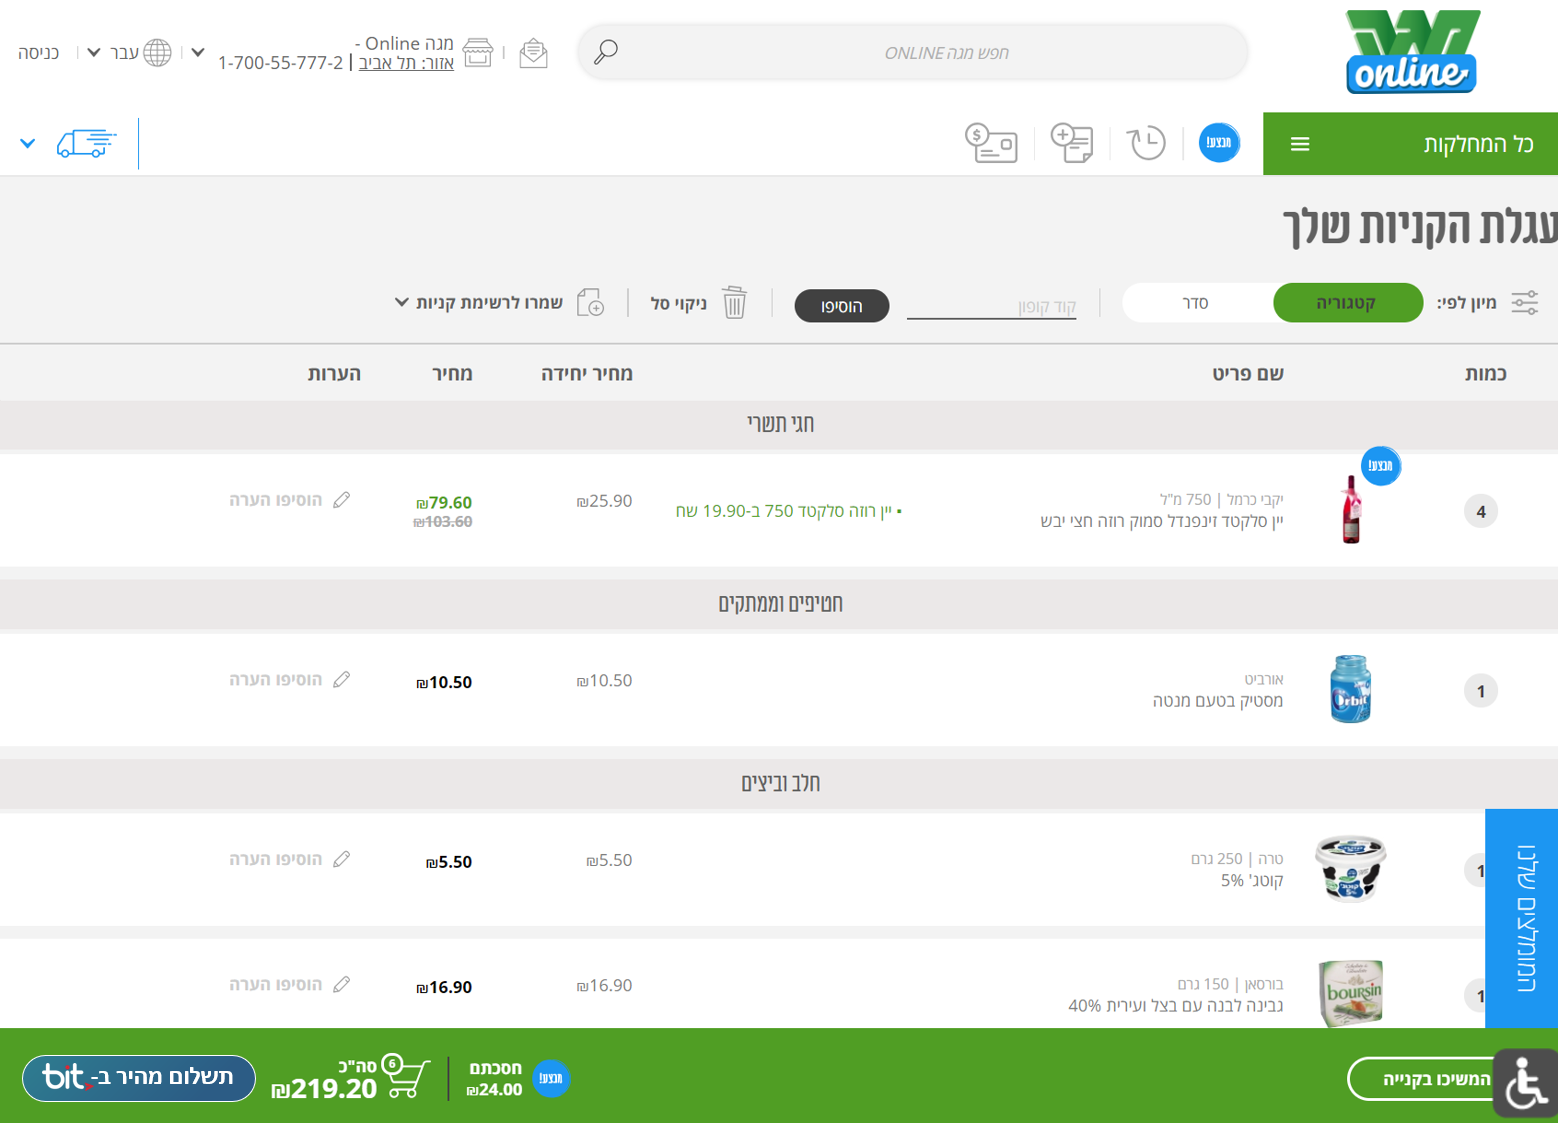 מגה
online
חפש מגה ONLINE
מגה Online -
אזור: תל אביב | 1-700-55-777-2
עבר
כניסה
כל המחלקות
מבצע!
עגלת הקניות שלך
מיון לפי:
קטגוריה
סדר
קוד קופון
הוסיפו
ניקוי סל
שמרו לרשימת קניות
כמות
שם פריט
מחיר יחידה
מחיר
הערות
חגי תשרי
4
מבצע!
יקבי כרמל | 750 מ"ל
יין סלקטד זינפנדל סמוק רוזה חצי יבש
• יין רוזה סלקטד 750 ב-19.90 שח
₪25.90
₪79.60
₪103.60
הוסיפו הערה
חטיפים וממתקים
1
Orbit
אורביט
מסטיק בטעם מנטה
₪10.50
₪10.50
הוסיפו הערה
חלב וביצים
1
קוטג'
5%
טרה | 250 גרם
קוטג' 5%
₪5.50
₪5.50
הוסיפו הערה
1
boursin
בורסאן | 150 גרם
גבינה לבנה עם בצל ועירית 40%
₪16.90
₪16.90
הוסיפו הערה
המומלצים שלנו
המשיכו בקנייה
מבצע!
חסכתם
₪24.00
6
סה"כ
₪219.20
תשלום מהיר ב- bit